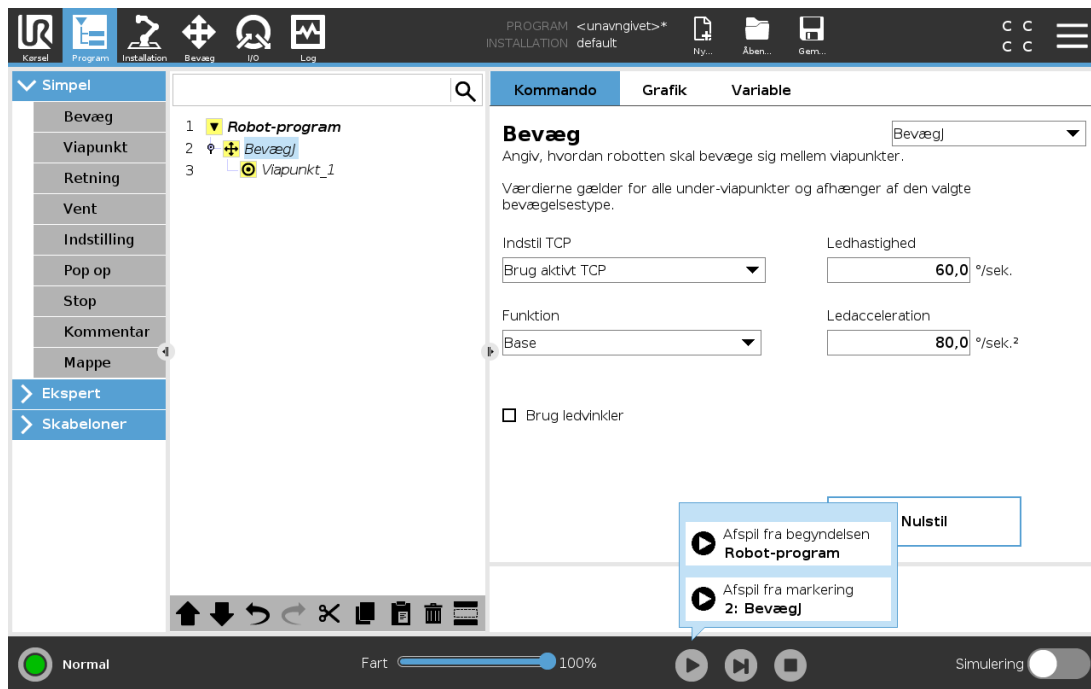 UR
Kørsel
Program
Installation
Bevæg
I/O
Log
PROGRAM <unavngivet>*
INSTALLATION default
Ny...
Åben...
Gem...
C C
C C
Simpel
Bevæg
Viapunkt
Retning
Vent
Indstilling
Pop op
Stop
Kommentar
Mappe
Ekspert
Skabeloner
1 Robot-program
2 BevægJ
3 Viapunkt_1
Kommando Grafik Variable
Bevæg
BevægJ
Angiv, hvordan robotten skal bevæge sig mellem viapunkter.
Værdierne gælder for alle under-viapunkter og afhænger af den valgte
bevægelsestype.
Indstil TCP
Ledhastighed
Brug aktivt TCP
60,0 °/sek.
Funktion
Ledacceleration
Base
80,0 °/sek.²
Brug ledvinkler
Nulstil
Afspil fra begyndelsen
Robot-program
Afspil fra markering
2: BevægJ
Normal
Fart
100%
Simulering